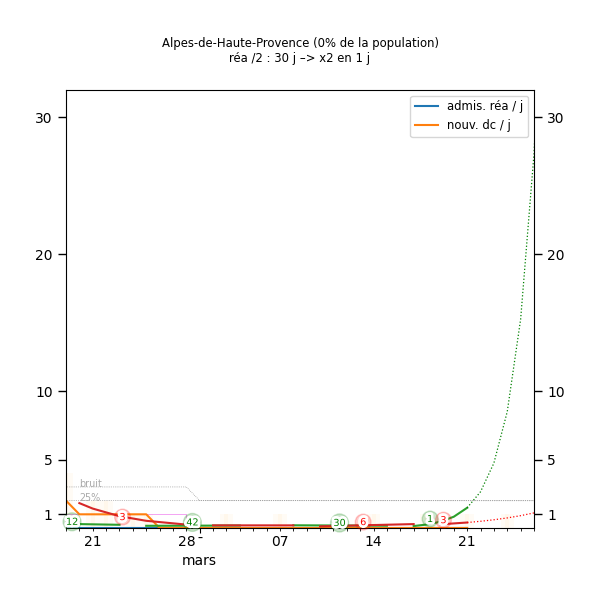 Alpes-de-Haute-Provence (0% de la population)
réa /2 : 30 j –> x2 en 1 j
admis. réa / j
nouv. dc / j
30 30
20 20
10 10
5 5
bruit
25%
1 1
12 3 42 30 6 1 3
21 28 - 07 14 21
mars